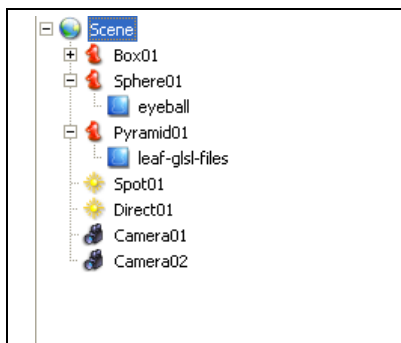 Scene
Box01
Sphere01
eyeball
Pyramid01
leaf-glsl-files
Spot01
Direct01
Camera01
Camera02